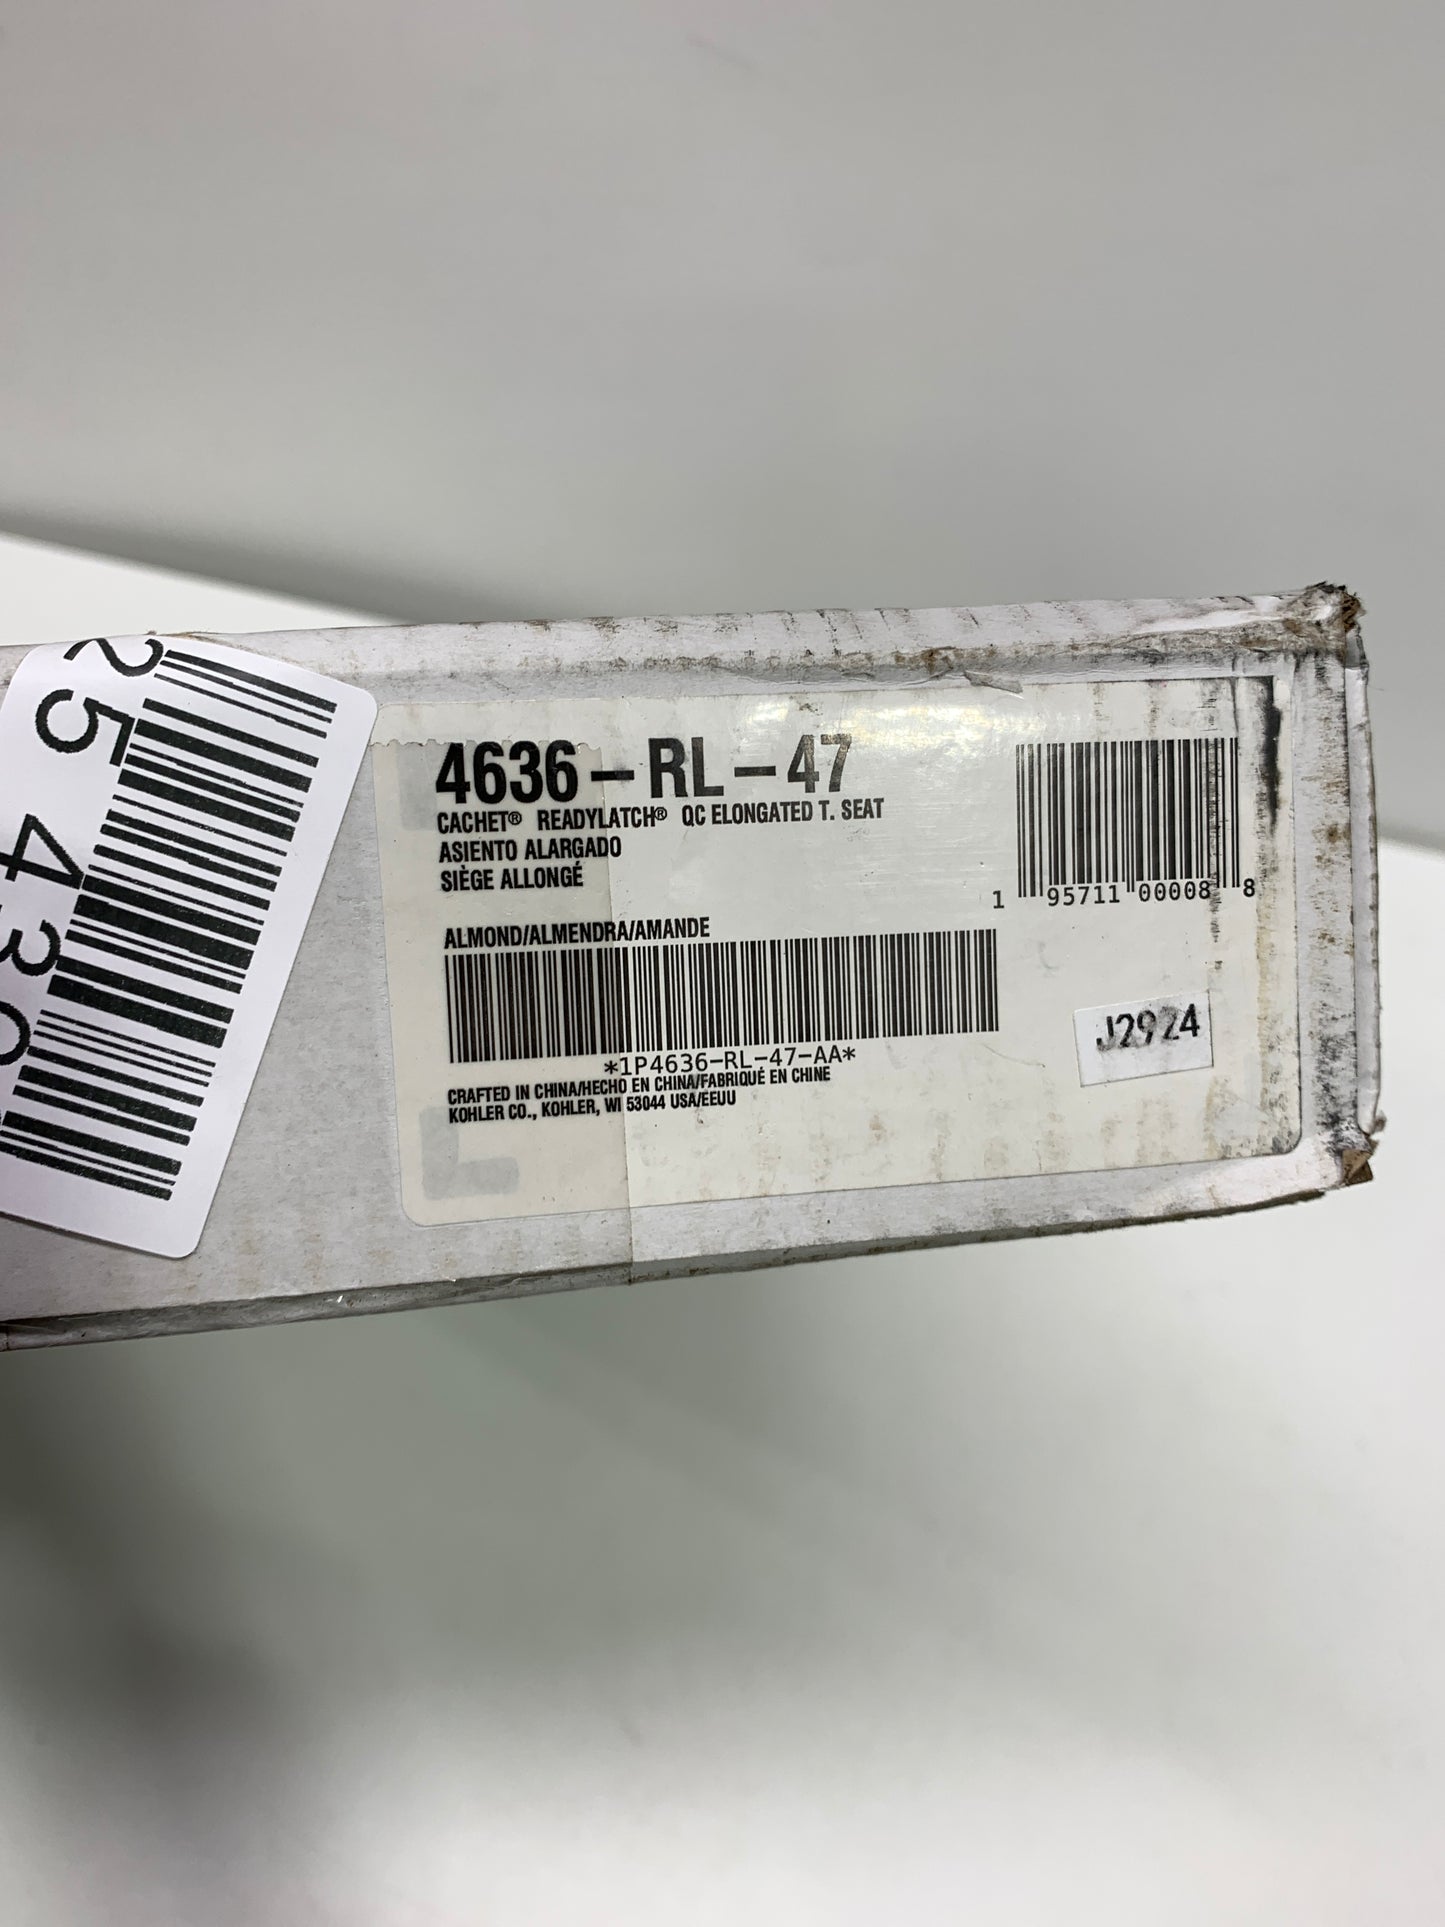 25 43
4636-RL-47
CACHET® READYLATCH® QC ELONGATED T. SEAT
ASIENTO ALARGADO
SIÈGE ALLONGÉ
1 95711 00008 8
ALMOND/ALMENDRA/AMANDE
*1P4636-RL-47-AA*
J2924
CRAFTED IN CHINA/HECHO EN CHINA/FABRIQUÉ EN CHINE
KOHLER CO., KOHLER, WI 53044 USA/EEUU